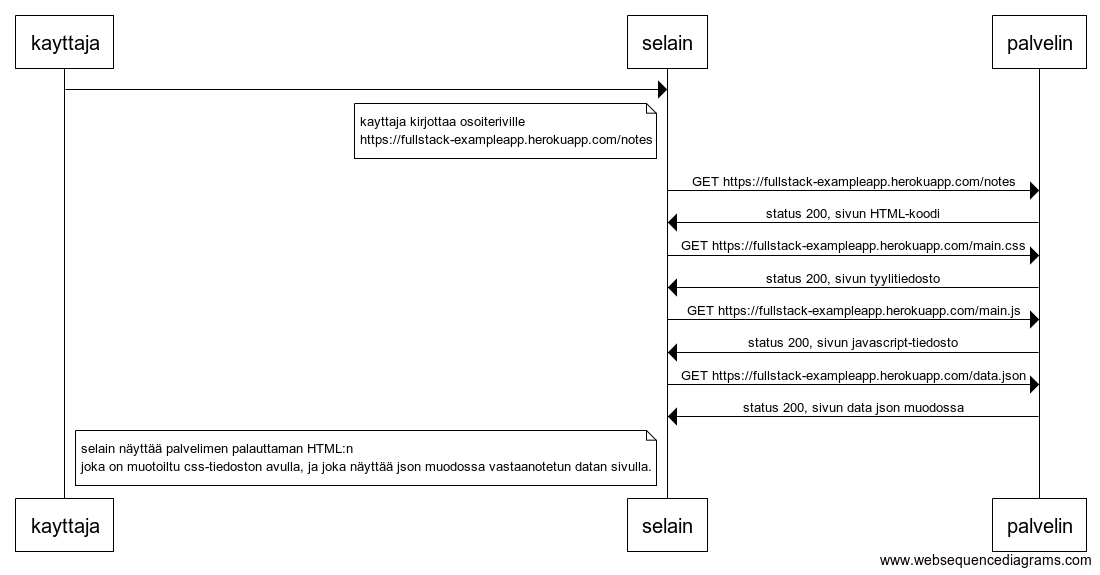 kayttaja
selain
palvelin
kayttaja kirjottaa osoiteriville
https://fullstack-exampleapp.herokuapp.com/notes
GET https://fullstack-exampleapp.herokuapp.com/notes
status 200, sivun HTML-koodi
GET https://fullstack-exampleapp.herokuapp.com/main.css
status 200, sivun tyylitiedosto
GET https://fullstack-exampleapp.herokuapp.com/main.js
status 200, sivun javascript-tiedosto
GET https://fullstack-exampleapp.herokuapp.com/data.json
status 200, sivun data json muodossa
selain näyttää palvelimen palauttaman HTML:n
joka on muotoiltu css-tiedoston avulla, ja joka näyttää json muodossa vastaanotetun datan sivulla.
kayttaja
selain
palvelin
www.websequencediagrams.com